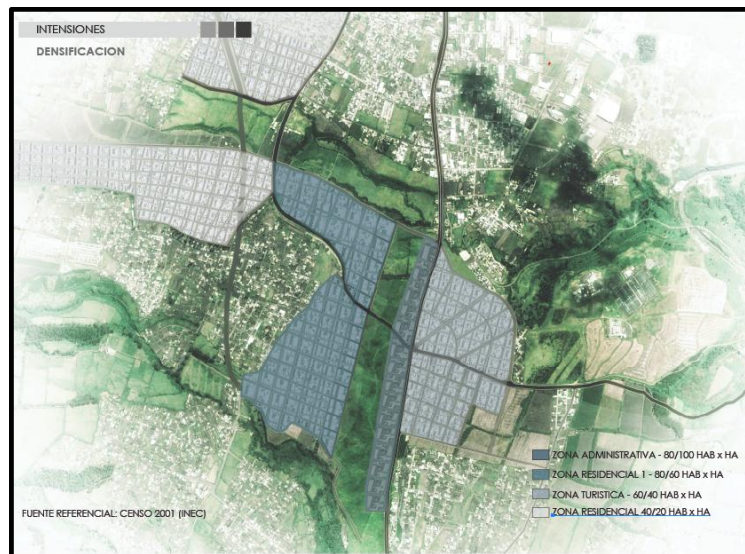 INTENSIONES
DENSIFICACION
ZONA ADMINISTRATIVA - 80/100 HAB x HA
ZONA RESIDENCIAL 1 - 80/60 HAB x HA
ZONA TURISTICA - 60/40 HAB x HA
ZONA RESIDENCIAL 40/20 HAB x HA
FUENTE REFERENCIAL: CENSO 2001 (INEC)